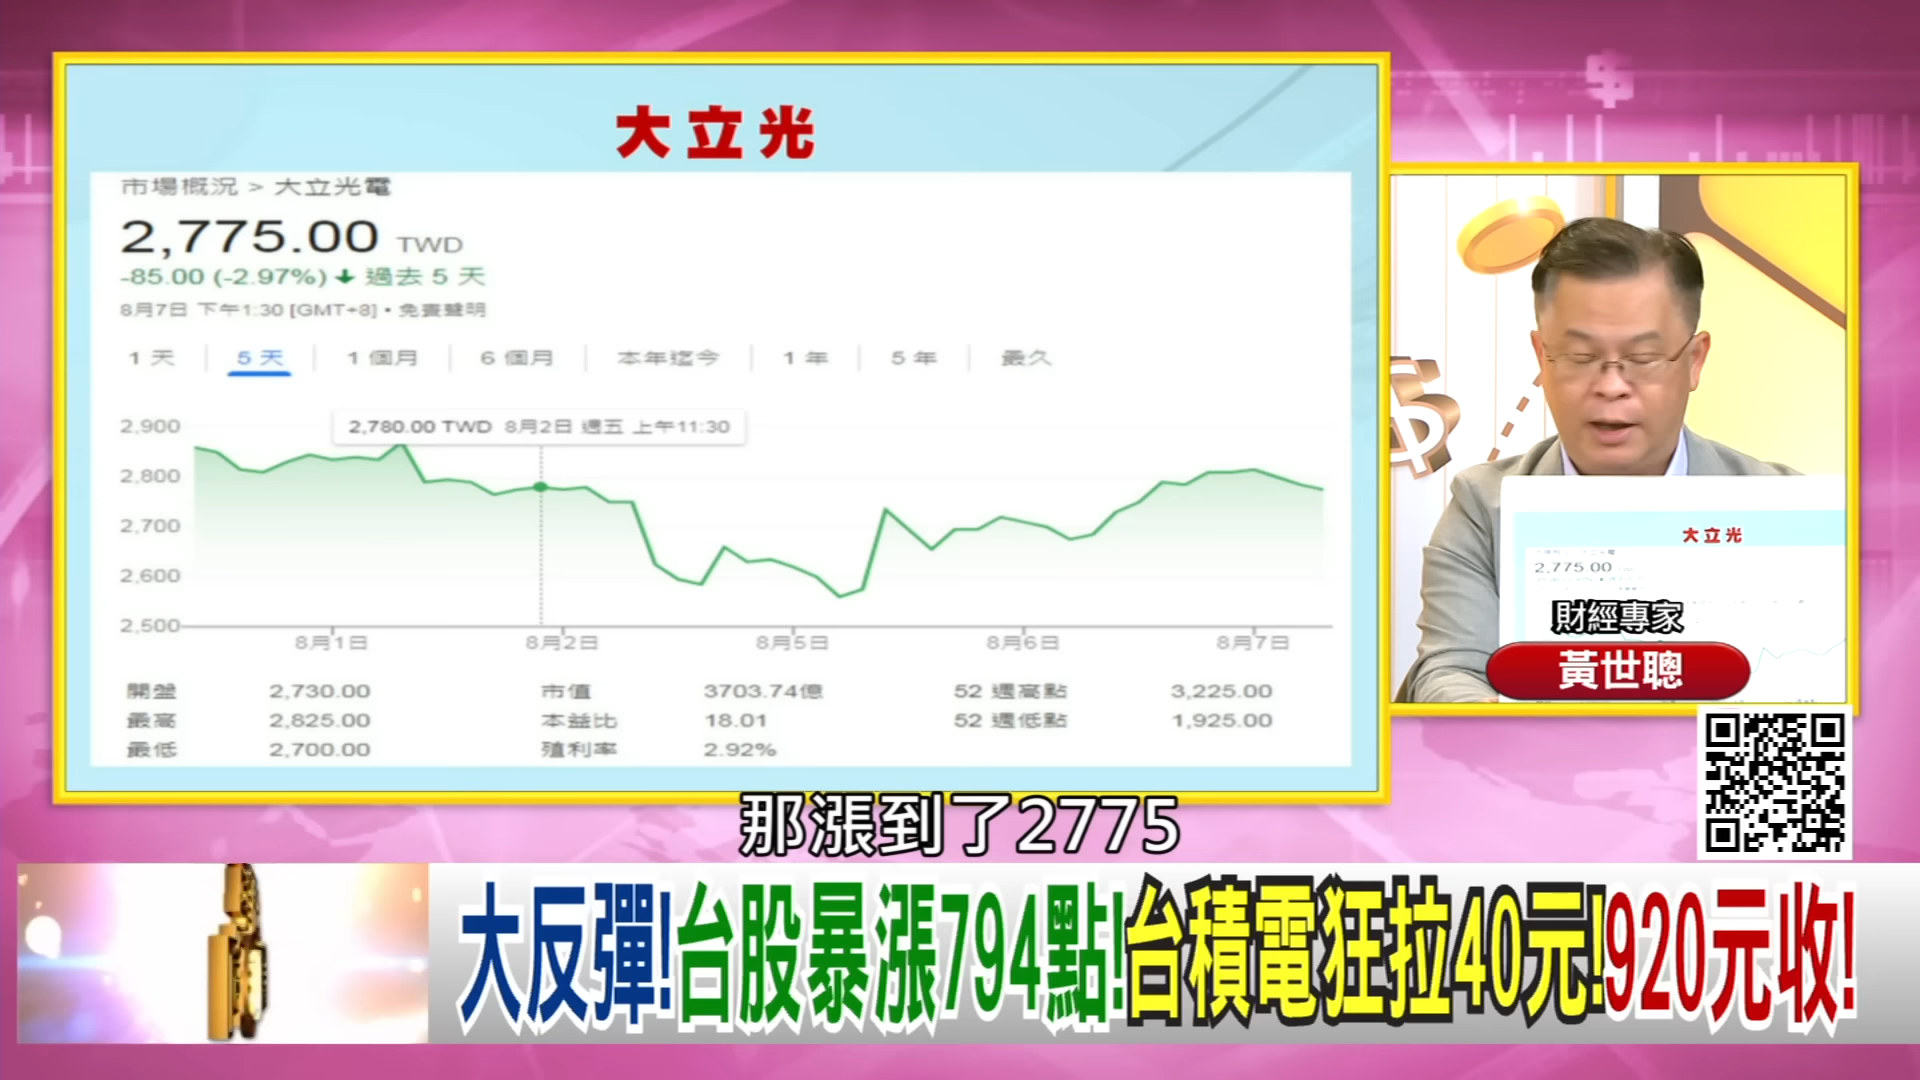 大立光
市場概況 > 大立光電
2,775.00 TWD
-85.00 (-2.97%) ↓ 過去 5 天
8月7日 下午1:30 [GMT+8] • 免責聲明
1 天 5 天 1 個月 6 個月 本年迄今 1 年 5 年 最久
2,780.00 TWD 8月2日 週五 上午11:30
2,900
2,800
2,700
2,600
2,500
8月1日 8月2日 8月5日 8月6日 8月7日
開盤 2,730.00 市值 3703.74億 52 週高點 3,225.00
最高 2,825.00 本益比 18.01 52 週低點 1,925.00
最低 2,700.00 殖利率 2.92%
大立光
2,775.00
財經專家
黃世聰
那漲到了2775
大反彈!台股暴漲794點!台積電狂拉40元!920元收!